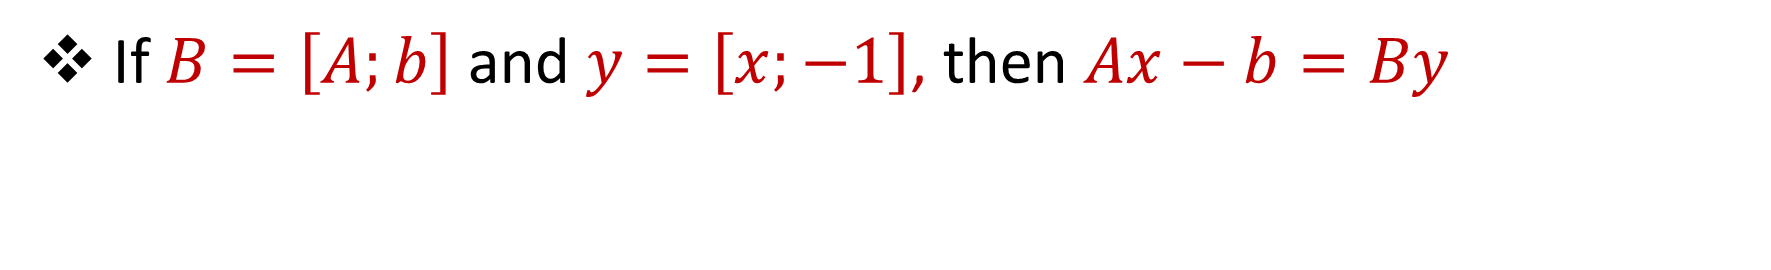 ❖ If B = [A; b] and y = [x; −1], then Ax − b = By